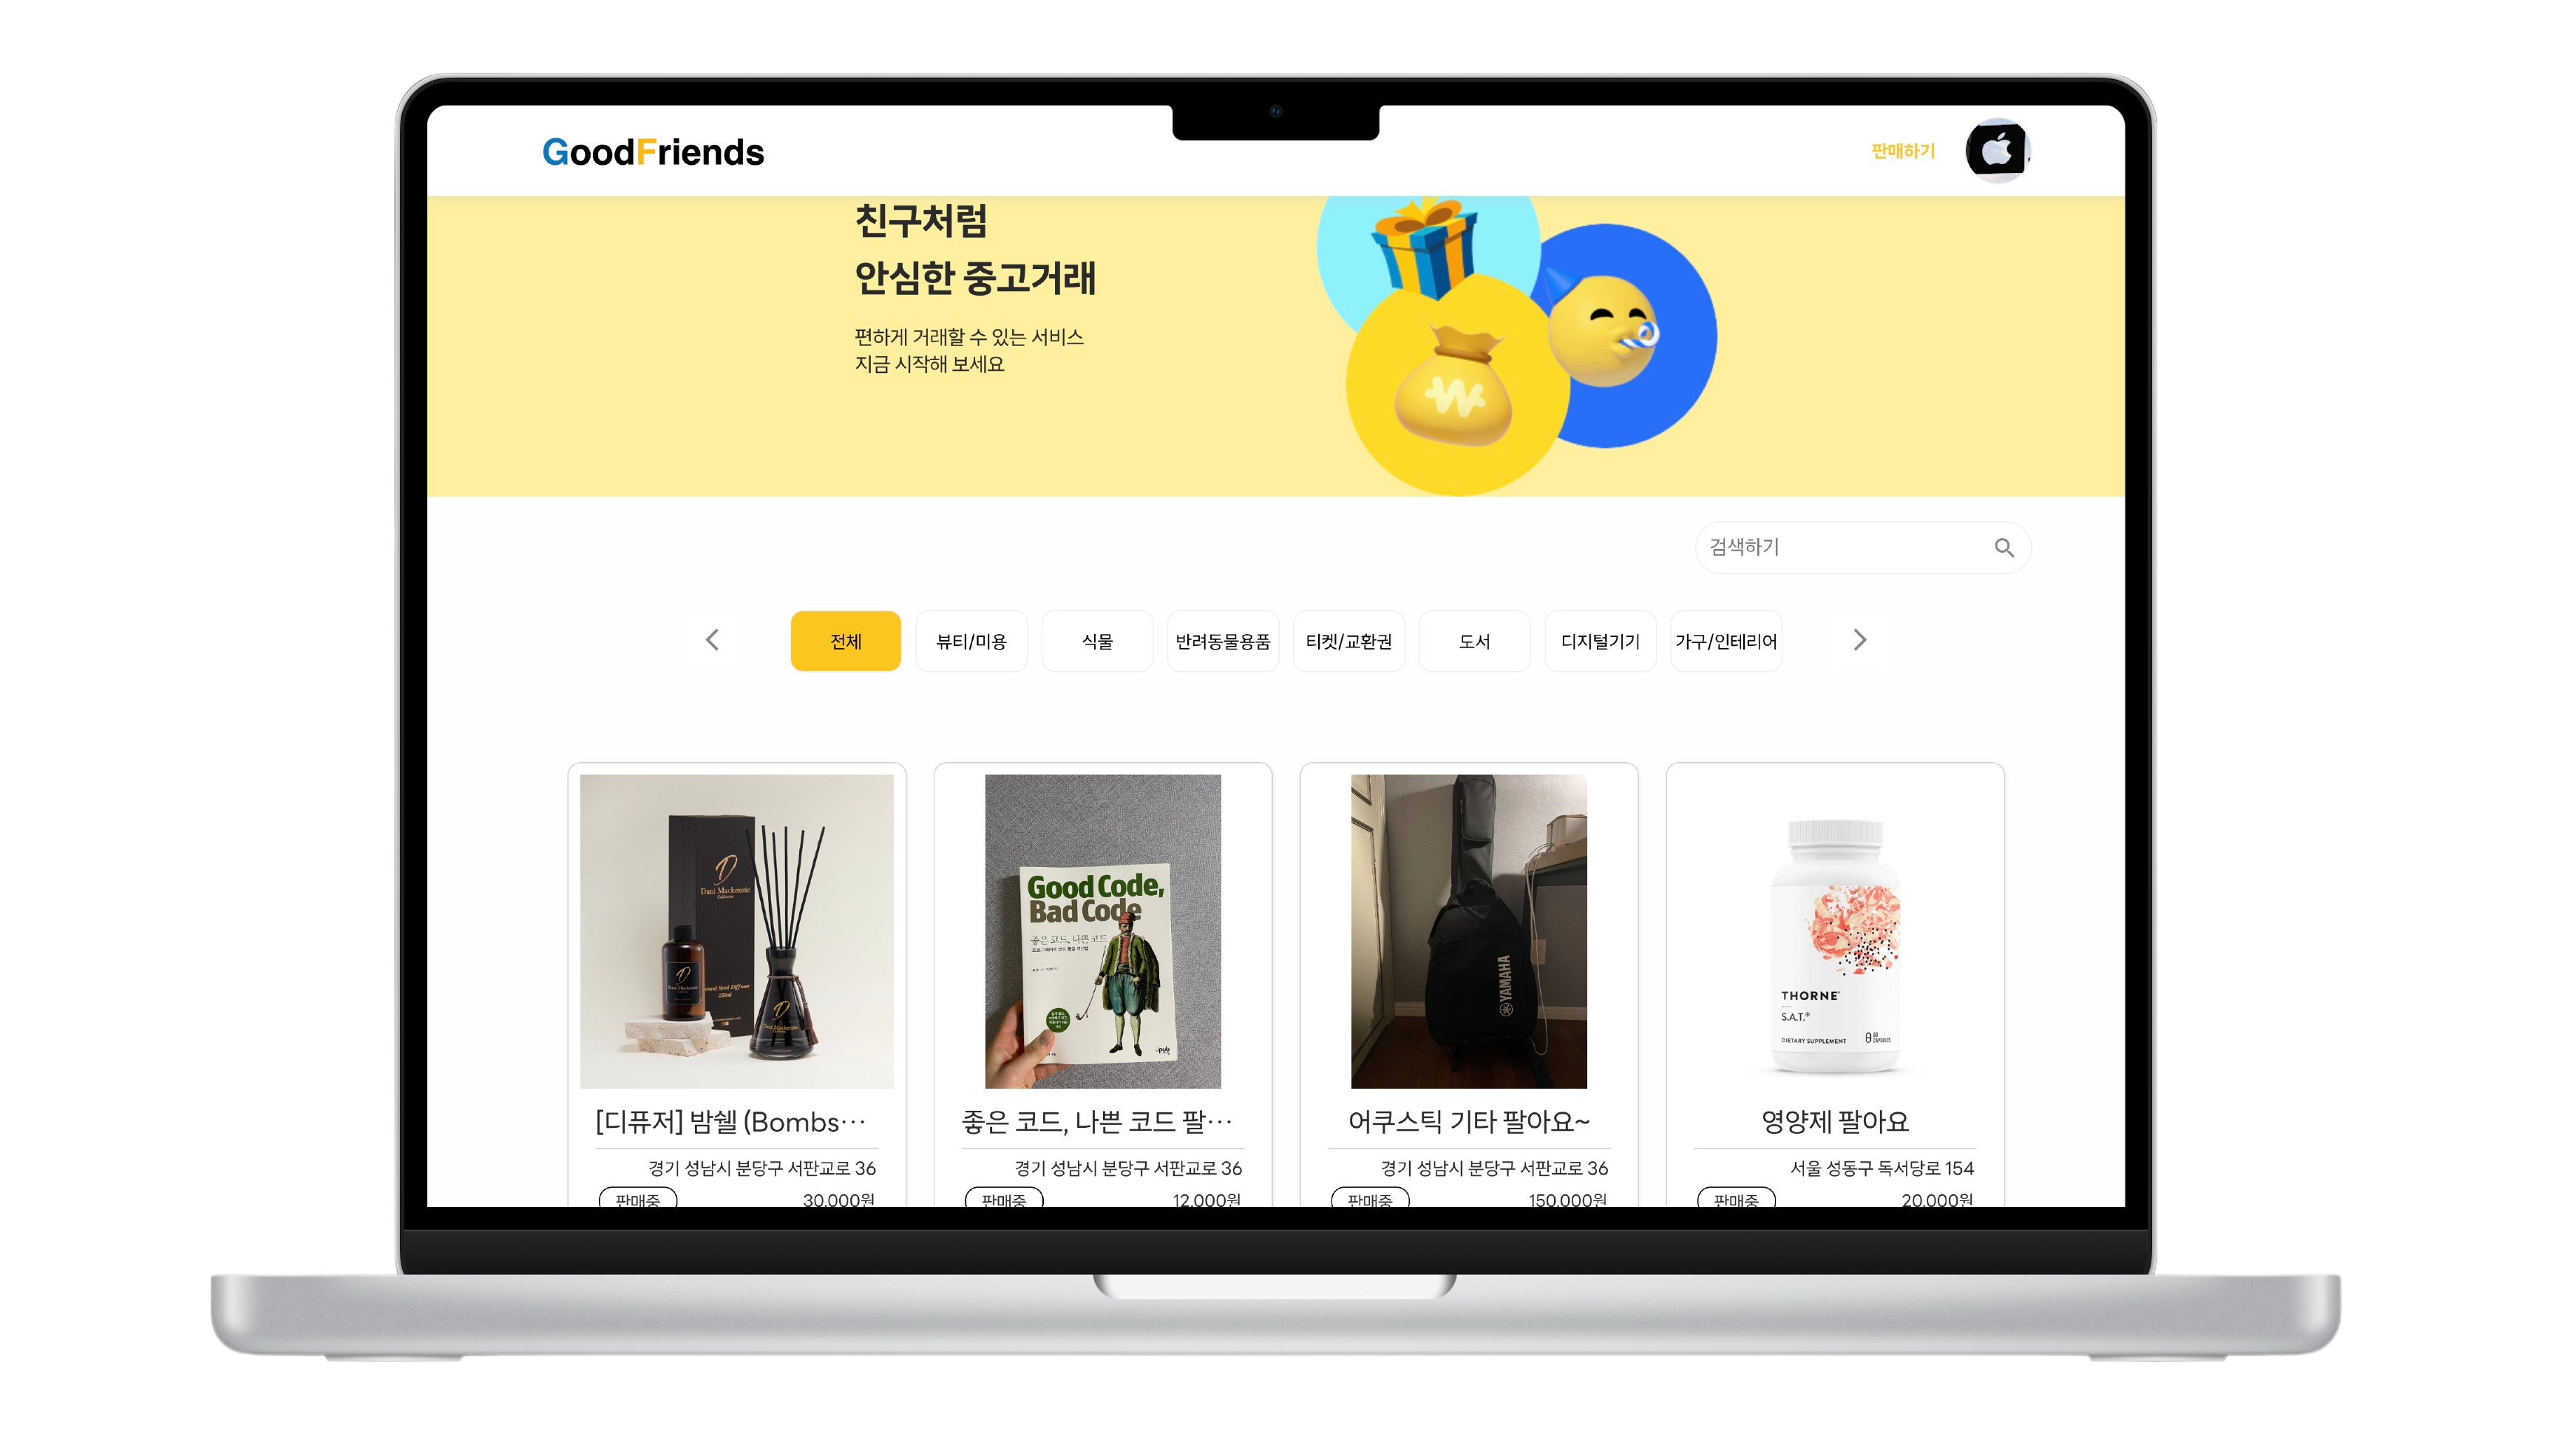 GoodFriends
판매하기
친구처럼
안심한 중고거래
편하게 거래할 수 있는 서비스
지금 시작해 보세요
검색하기
전체
뷰티/미용
식물
반려동물용품
티켓/교환권
도서
디지털기기
가구/인테리어
D
Dani Mackenzie
California
D
Dani Mackenzie
D
Dani Mackenzie
Good Code,
Bad Code
좋은 코드, 나쁜 코드
YAMAHA
THORNE
S.A.T.®
DIETARY SUPPLEMENT
60 CAPSULES
[디퓨저] 밤쉘 (Bombs···
경기 성남시 분당구 서판교로 36
판매중
30,000원
좋은 코드, 나쁜 코드 팔···
경기 성남시 분당구 서판교로 36
판매중
12,000원
어쿠스틱 기타 팔아요~
경기 성남시 분당구 서판교로 36
판매중
150,000원
영양제 팔아요
서울 성동구 독서당로 154
판매중
20,000원